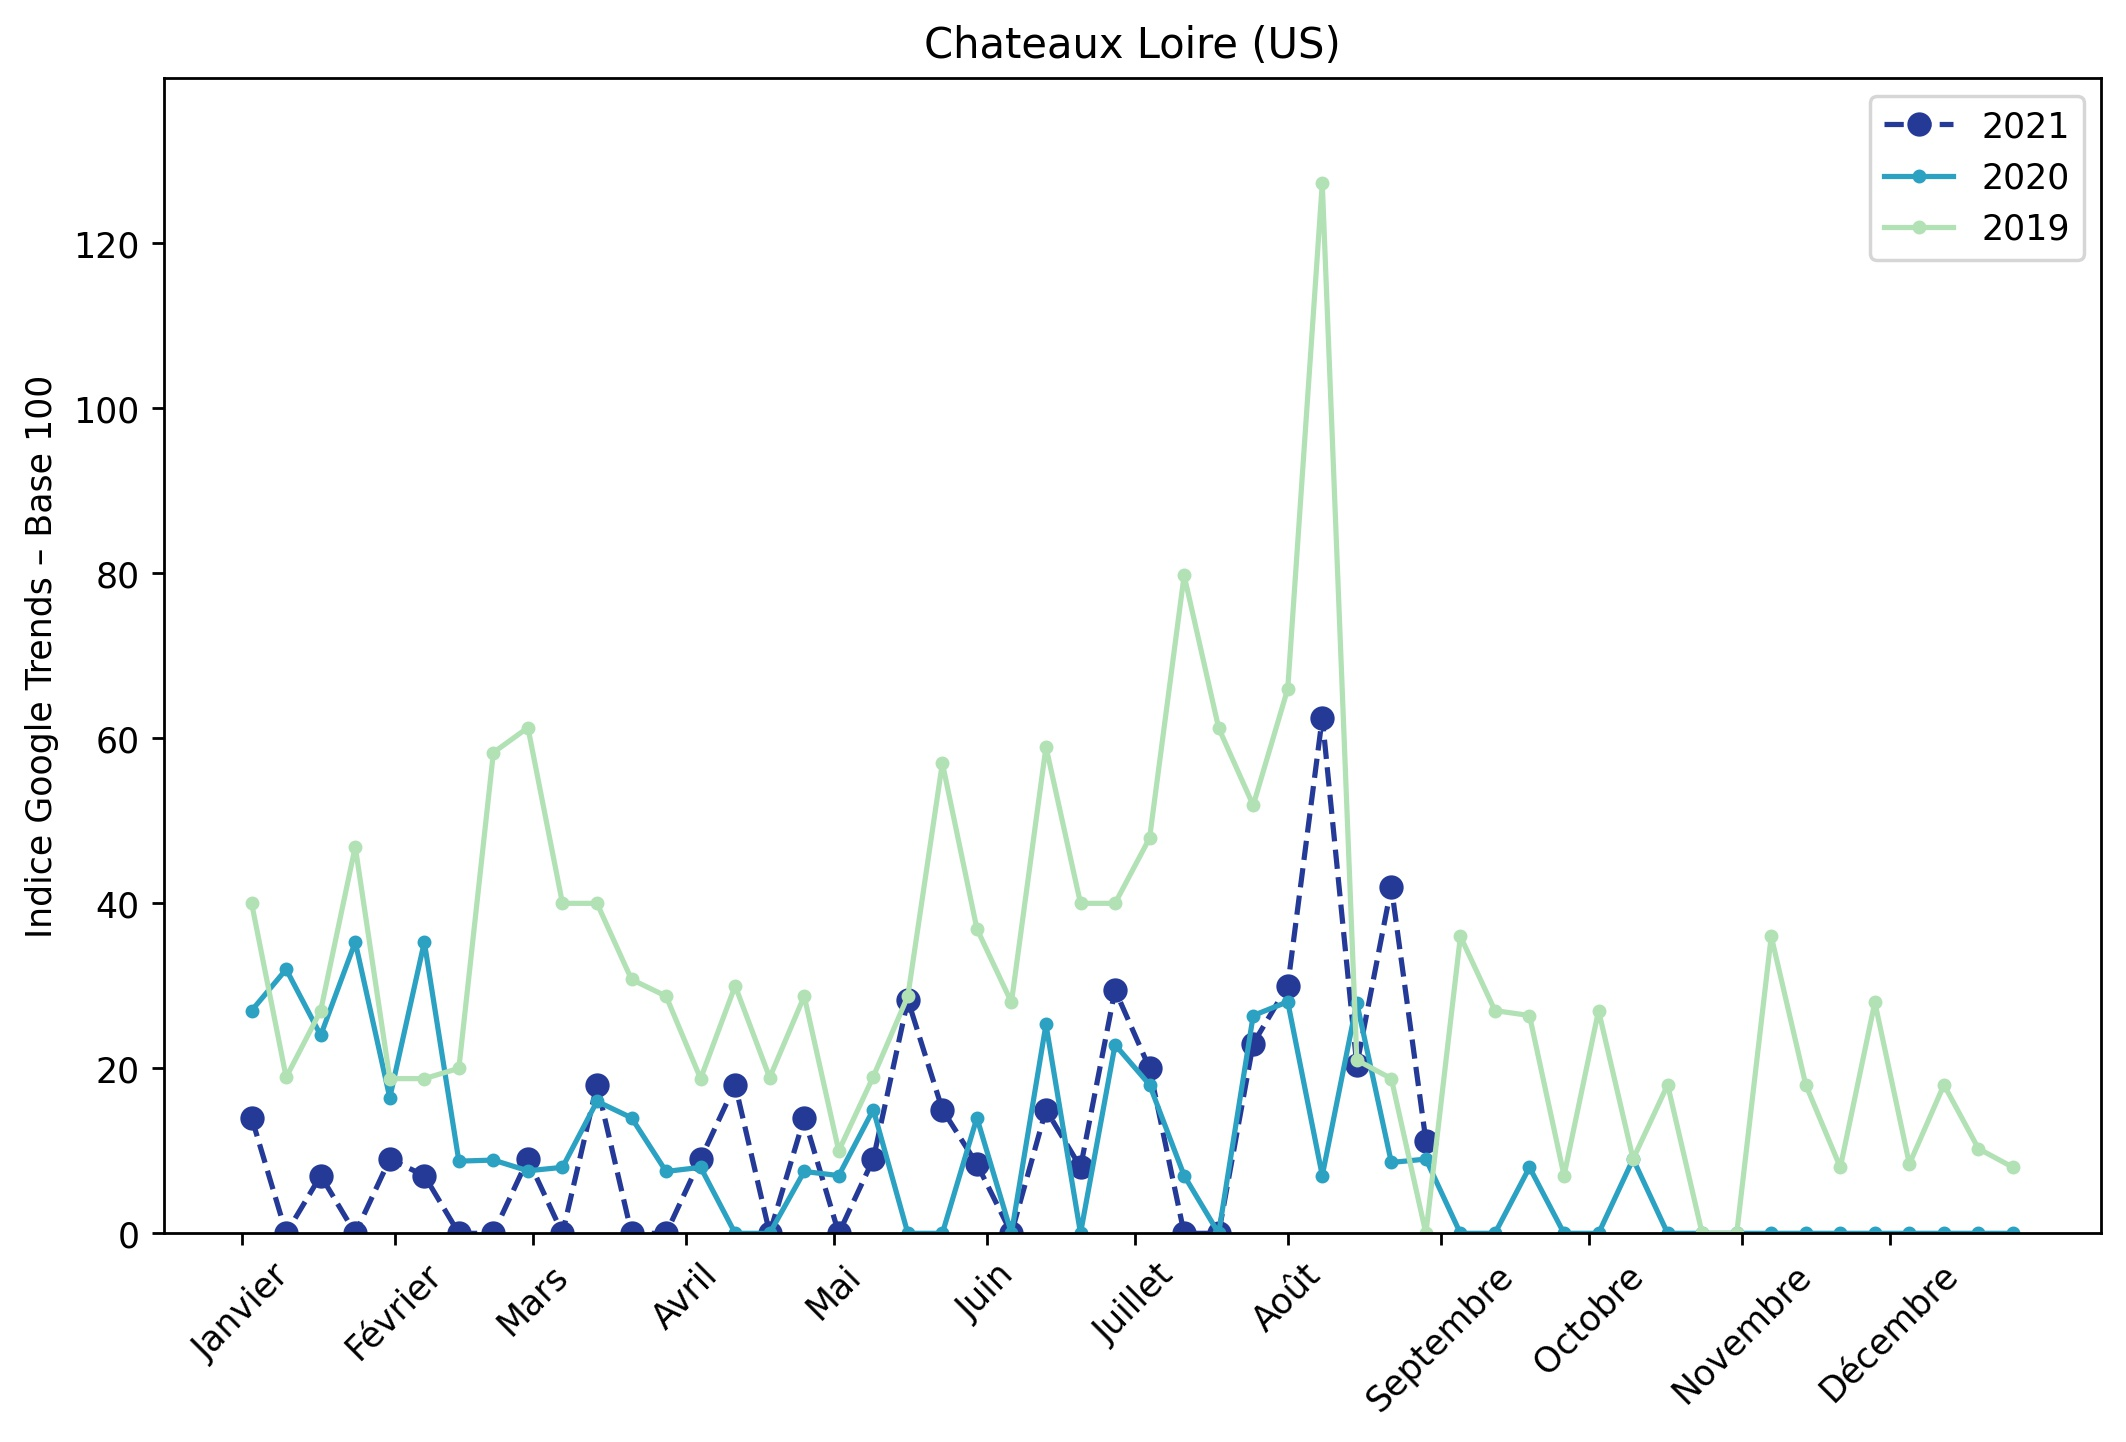 Chateaux Loire (US)
2021
2020
2019
Indice Google Trends – Base 100
120
100
80
60
40
20
0
Janvier
Février
Mars
Avril
Mai
Juin
Juillet
Août
Septembre
Octobre
Novembre
Décembre